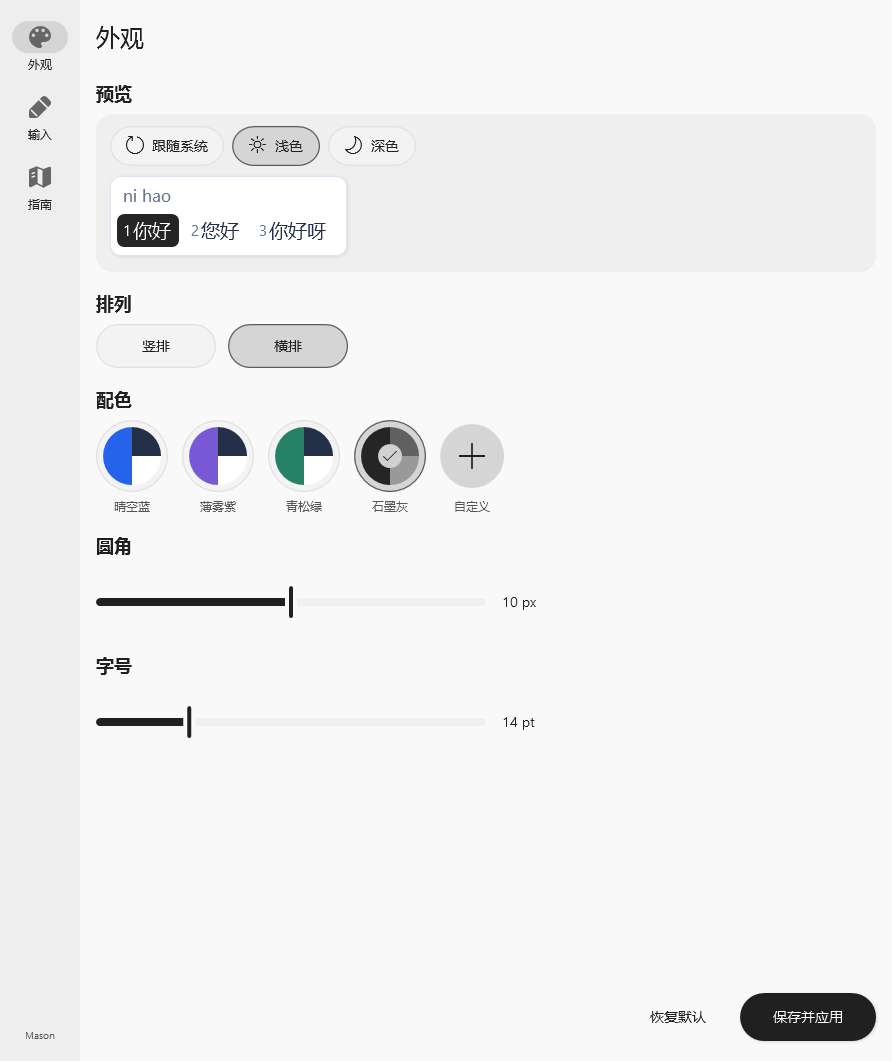 外观
输入
指南
Mason
外观
预览
跟随系统 浅色 深色
ni hao
1你好 2您好 3你好呀
排列
竖排 横排
配色
晴空蓝 薄雾紫 青松绿 石墨灰 自定义
圆角
10 px
字号
14 pt
恢复默认 保存并应用